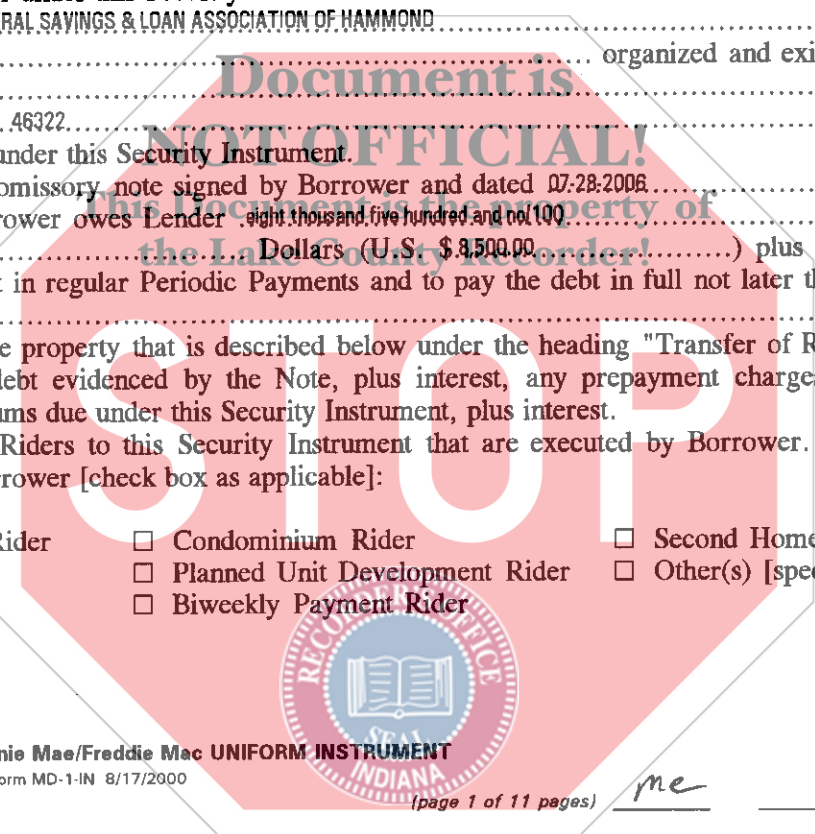 RAL SAVINGS & LOAN ASSOCIATION OF HAMMOND
organized and exi
Document is
46322
NOT OFFICIAL!
under this Security Instrument.
omissory note signed by Borrower and dated 07-28-2006
This Document is the property of
rower owes Lender eight thousand five hundred and no/100
the Lake County Recorder!
Dollars (U.S. $ 8,500.00) plus
t in regular Periodic Payments and to pay the debt in full not later th
e property that is described below under the heading "Transfer of R
debt evidenced by the Note, plus interest, any prepayment charge
ums due under this Security Instrument, plus interest.
Riders to this Security Instrument that are executed by Borrower.
rrower [check box as applicable]:
STOP
Rider ☐ Condominium Rider ☐ Second Home
☐ Planned Unit Development Rider ☐ Other(s) [spec
☐ Biweekly Payment Rider
RECORDER'S OFFICE
SEAL
INDIANA
nie Mae/Freddie Mac UNIFORM INSTRUMENT
orm MD-1-IN 8/17/2000
(page 1 of 11 pages) me